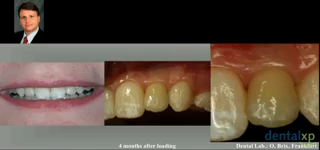 dentalxp
4 months after loading
Dental Lab.: O. Brix, Frankfurt